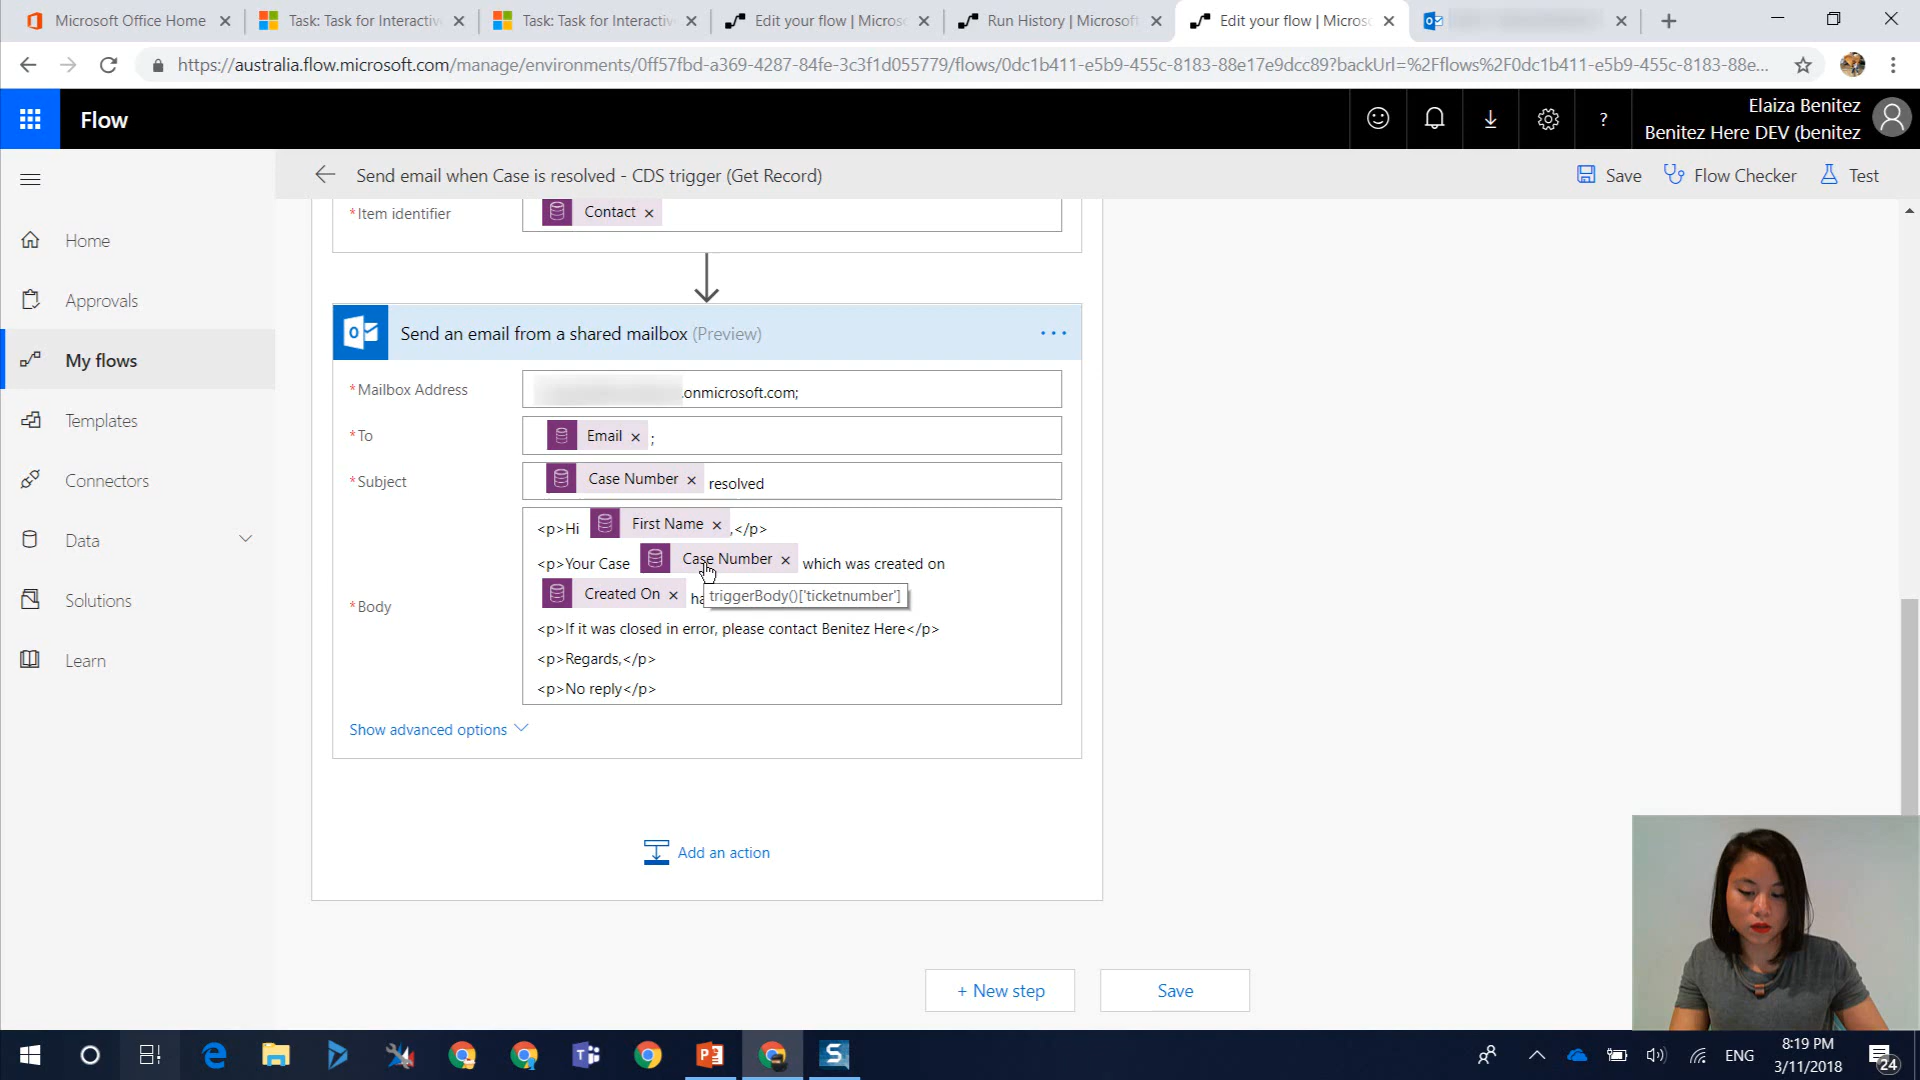 Microsoft Office Home
Task: Task for Interactiv
Task: Task for Interactiv
Edit your flow | Microso
Run History | Microsoft
Edit your flow | Microso
https://australia.flow.microsoft.com/manage/environments/0ff57fbd-a369-4287-84fe-3c3f1d055779/flows/0dc1b411-e5b9-455c-8183-88e17e9dcc89?backUrl=%2Fflows%2F0dc1b411-e5b9-455c-8183-88e...
Flow
?
Elaiza Benitez
Benitez Here DEV (benitez
Send email when Case is resolved - CDS trigger (Get Record)
Save
Flow Checker
Test
Home
Approvals
My flows
Templates
Connectors
Data
Solutions
Learn
*Item identifier
Contact ×
Send an email from a shared mailbox (Preview)
...
*Mailbox Address
.onmicrosoft.com;
*To
Email × ;
*Subject
Case Number × resolved
*Body
<p>Hi First Name × ,</p>
<p>Your Case Case Number × which was created on
Created On × ha
triggerBody()['ticketnumber']
<p>If it was closed in error, please contact Benitez Here</p>
<p>Regards,</p>
<p>No reply</p>
Show advanced options
Add an action
+ New step
Save
ENG
8:19 PM
3/11/2018
24